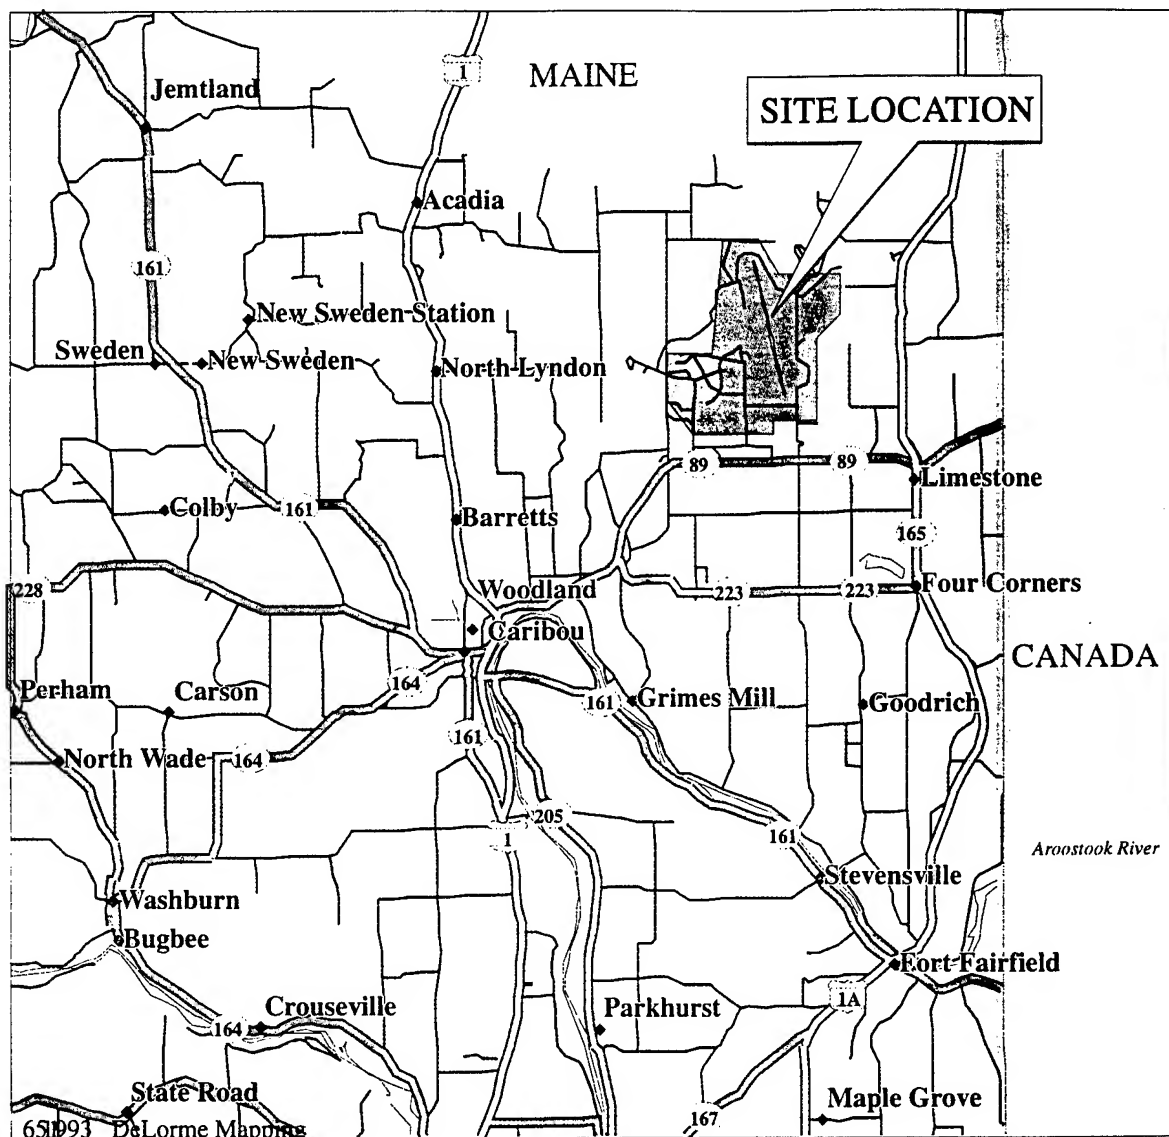 1
MAINE
Jemtland
SITE LOCATION
Acadia
161
New Sweden Station
Sweden
New Sweden
North Lyndon
89
89
Limestone
Colby
161
Barretts
165
228
Woodland
223
223
Four Corners
Caribou
CANADA
Perham
Carson
164
161
Grimes Mill
Goodrich
161
North Wade
164
205
1
161
Aroostook River
Stevensville
Washburn
Bugbee
Fort Fairfield
1A
Crouseville
Parkhurst
164
State Road
Maple Grove
167
1993 DeLorme Mapping